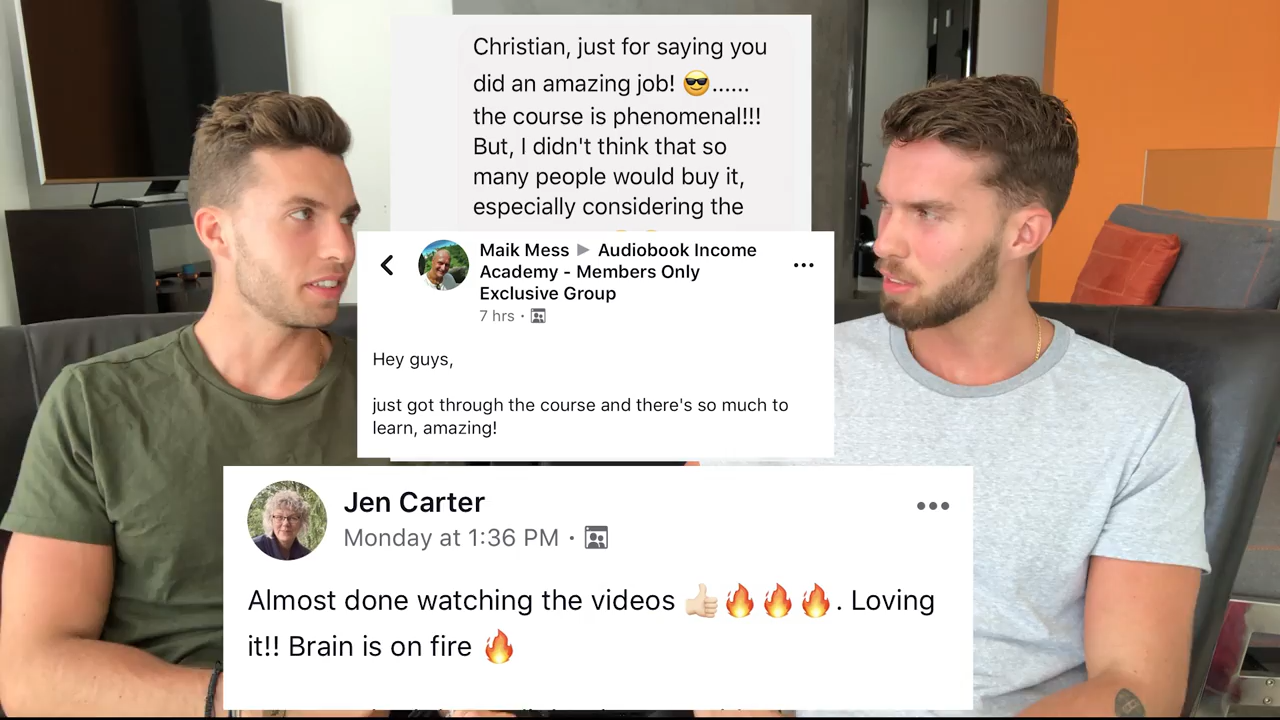 Christian, just for saying you
did an amazing job! 😎......
the course is phenomenal!!!
But, I didn't think that so
many people would buy it,
especially considering the
Maik Mess ▶ Audiobook Income
Academy - Members Only
Exclusive Group
7 hrs ·
Hey guys,
just got through the course and there's so much to
learn, amazing!
Jen Carter
Monday at 1:36 PM ·
Almost done watching the videos 👍🏻🔥🔥🔥. Loving
it!! Brain is on fire 🔥